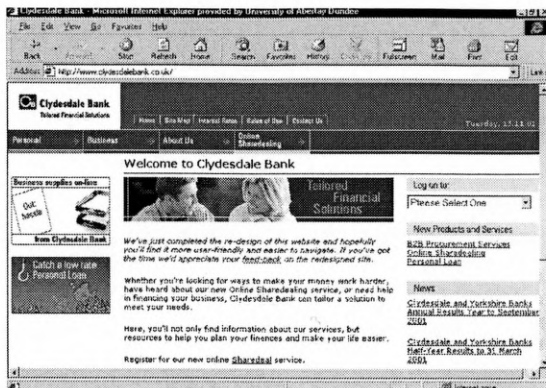 Clydesdale Bank - Microsoft Internet Explorer provided by University of Abertay Dundee
File Edit View Go Favorites Help
Back Forward Stop Refresh Home Search Favorites History Channels Fullscreen Mail Print Edit
Address http://www.clydesdalebank.co.uk/ Links
Clydesdale Bank
Tailored Financial Solutions
Home Site Map Interest Rates Rules of Use Contact Us
Tuesday, 13.11.01
Personal Business About Us Online Sharedealing
Welcome to Clydesdale Bank
Business supplies on-line
Out: hassle
from Clydesdale Bank
Catch a low rate
Personal Loan
Tailored
Financial
Solutions
We've just completed the re-design of this website and hopefully
you'll find it more user-friendly and easier to navigate. If you've got
the time we'd appreciate your feed-back on the redesigned site.
Whether you're looking for ways to make your money work harder,
have heard about our new Online Sharedealing service, or need help
in financing your business, Clydesdale Bank can tailor a solution to
meet your needs.
Here, you'll not only find information about our services, but
resources to help you plan your finances and make your life easier.
Register for our new online Sharedeal service.
Log on to:
Please Select One
New Products and Services
B2B Procurement Services
Online Sharedealing
Personal Loan
News
Clydesdale and Yorkshire Banks
Annual Results Year to September
2001
Clydesdale and Yorkshire Banks
Half-Year Results to 31 March
2001